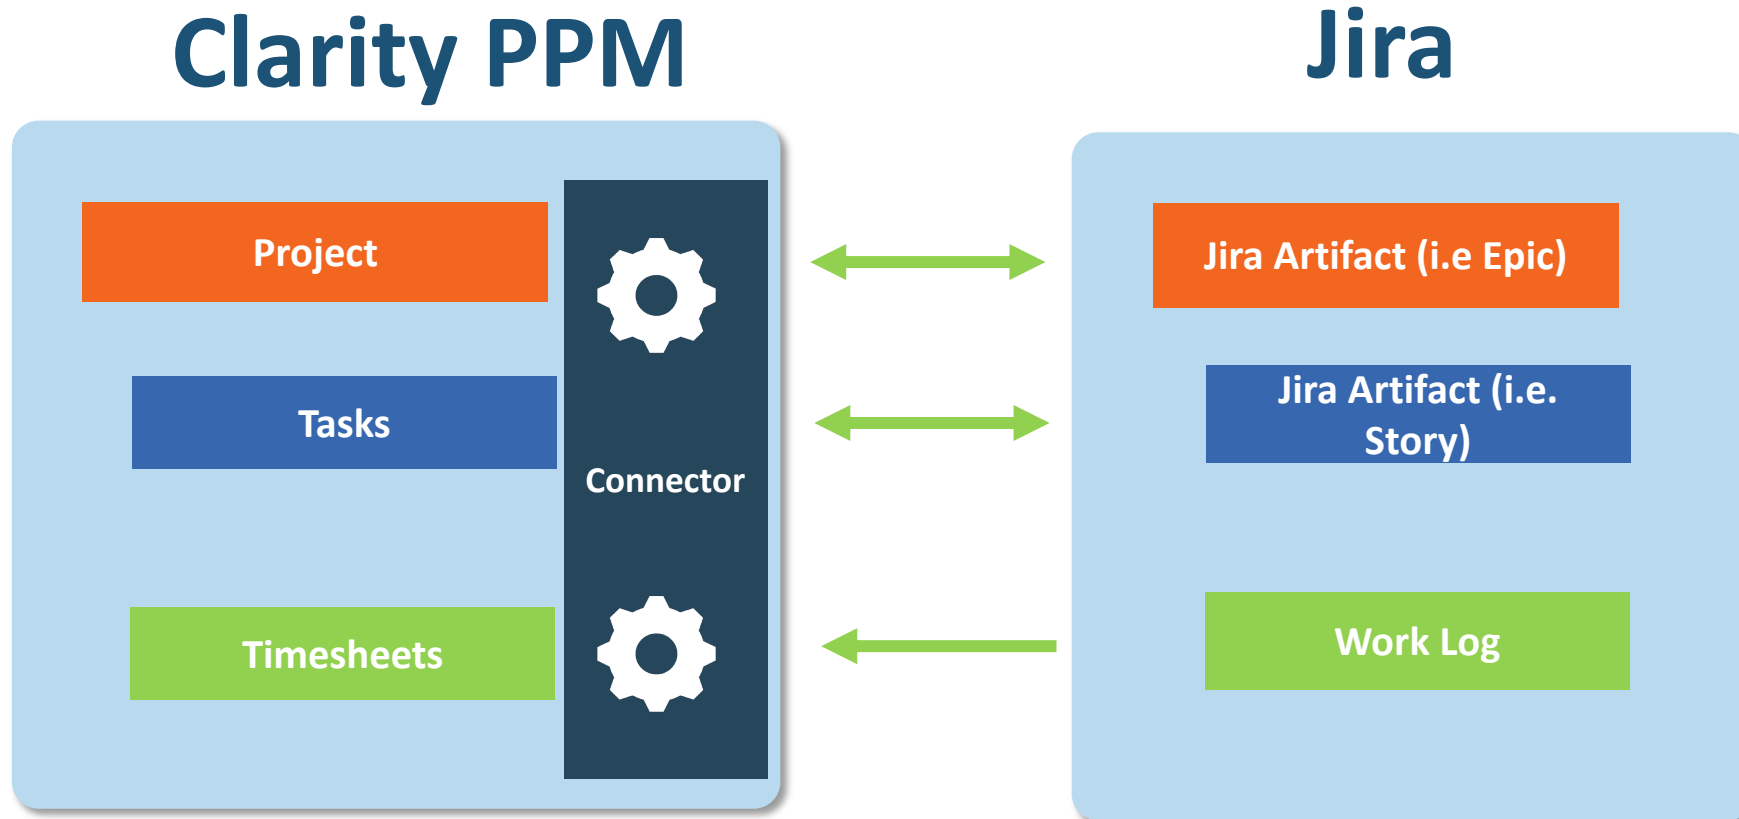 Clarity PPM
Jira
Project
Jira Artifact (i.e Epic)
Tasks
Jira Artifact (i.e.
Story)
Connector
Timesheets
Work Log